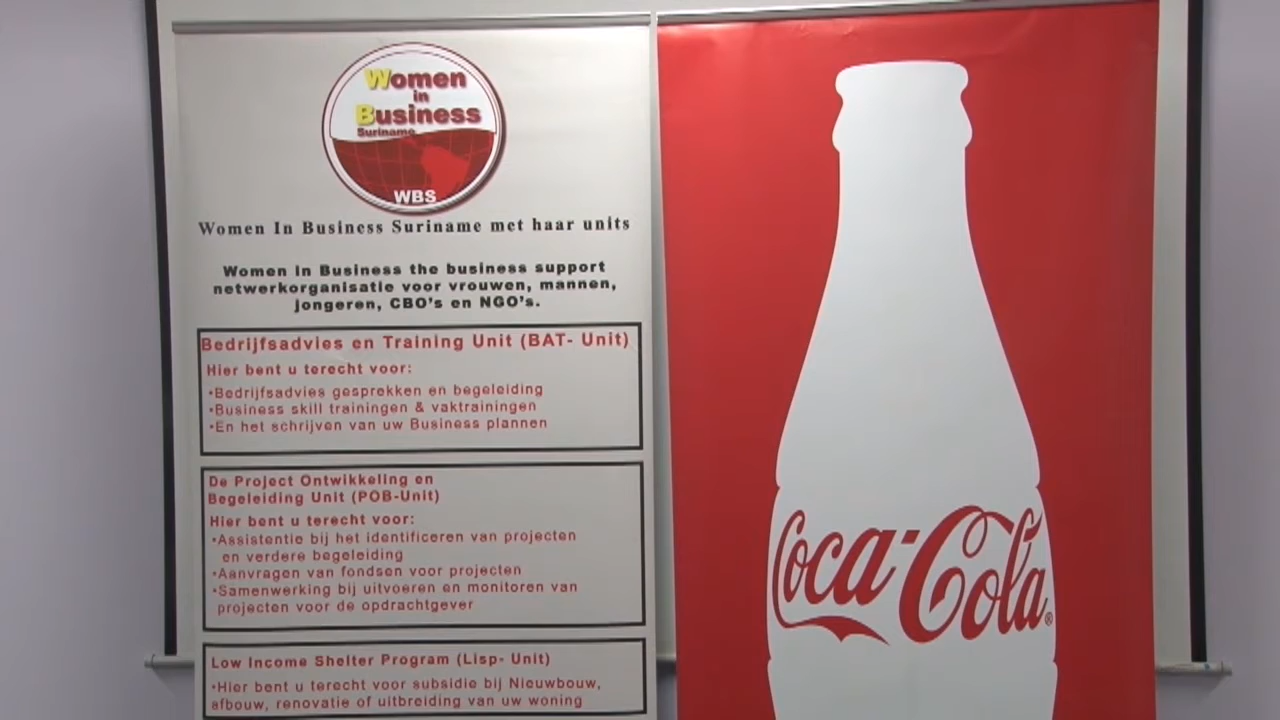 Women
in
Business
Suriname
WBS
Women In Business Suriname met haar units
Women In Business the business support
netwerkorganisatie voor vrouwen, mannen,
jongeren, CBO's en NGO's.
Bedrijfsadvies en Training Unit (BAT- Unit)
Hier bent u terecht voor:
•Bedrijfsadvies gesprekken en begeleiding
•Business skill trainingen & vaktrainingen
•En het schrijven van uw Business plannen
De Project Ontwikkeling en
Begeleiding Unit (POB-Unit)
Hier bent u terecht voor:
•Assistentie bij het identificeren van projecten
en verdere begeleiding
•Aanvragen van fondsen voor projecten
•Samenwerking bij uitvoeren en monitoren van
projecten voor de opdrachtgever
Low Income Shelter Program (Lisp- Unit)
•Hier bent u terecht voor subsidie bij Nieuwbouw,
afbouw, renovatie of uitbreiding van uw woning
Coca-Cola®